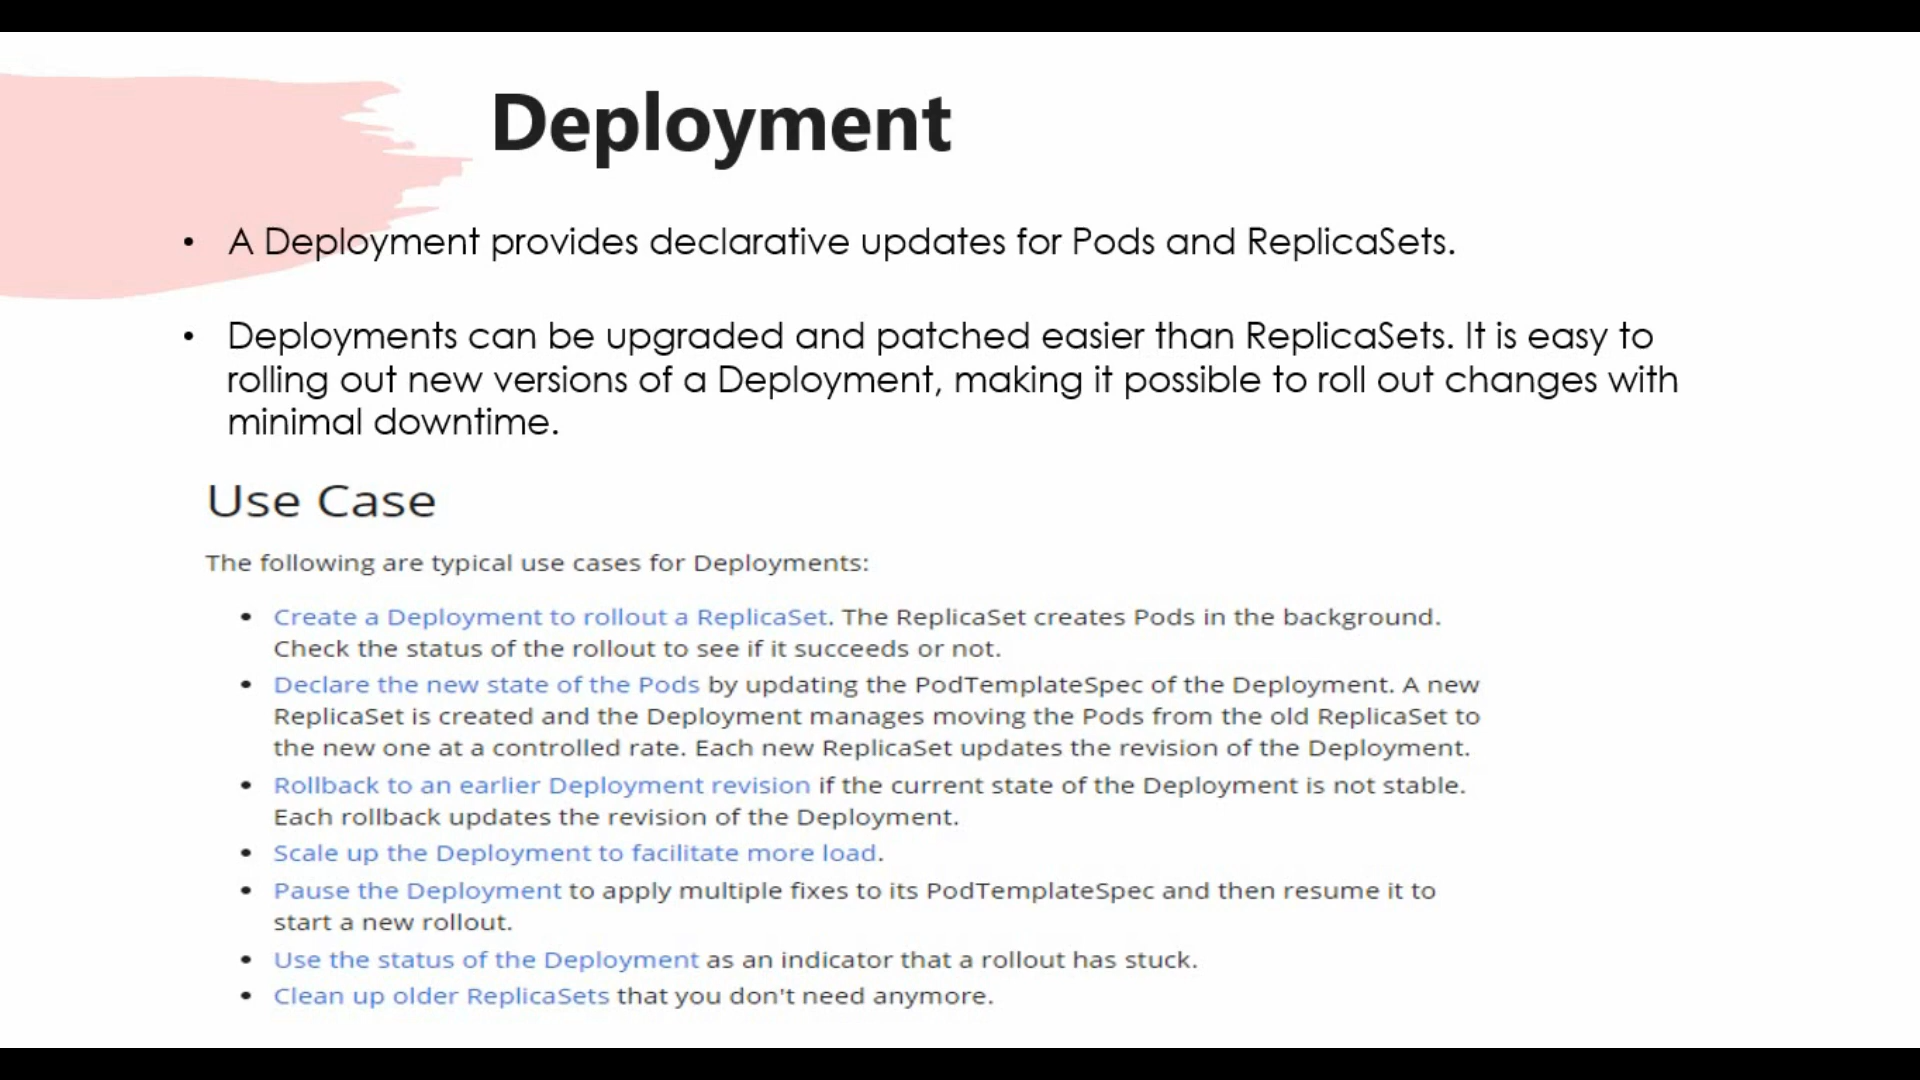 Deployment
• A Deployment provides declarative updates for Pods and ReplicaSets.
• Deployments can be upgraded and patched easier than ReplicaSets. It is easy to
rolling out new versions of a Deployment, making it possible to roll out changes with
minimal downtime.
Use Case
The following are typical use cases for Deployments:
• Create a Deployment to rollout a ReplicaSet. The ReplicaSet creates Pods in the background.
Check the status of the rollout to see if it succeeds or not.
• Declare the new state of the Pods by updating the PodTemplateSpec of the Deployment. A new
ReplicaSet is created and the Deployment manages moving the Pods from the old ReplicaSet to
the new one at a controlled rate. Each new ReplicaSet updates the revision of the Deployment.
• Rollback to an earlier Deployment revision if the current state of the Deployment is not stable.
Each rollback updates the revision of the Deployment.
• Scale up the Deployment to facilitate more load.
• Pause the Deployment to apply multiple fixes to its PodTemplateSpec and then resume it to
start a new rollout.
• Use the status of the Deployment as an indicator that a rollout has stuck.
• Clean up older ReplicaSets that you don't need anymore.